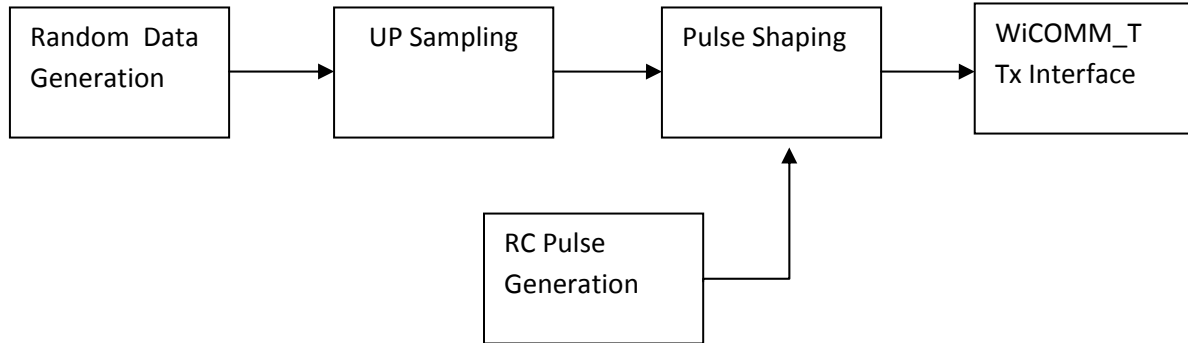 Random Data
Generation
UP Sampling
Pulse Shaping
WiCOMM_T
Tx Interface
RC Pulse
Generation